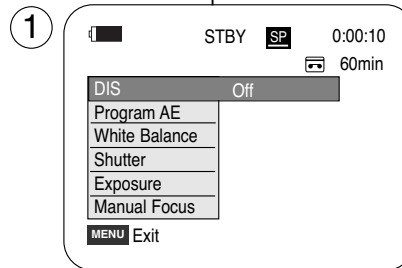 1
STBY SP 0:00:10
60min
DIS Off
Program AE
White Balance
Shutter
Exposure
Manual Focus
MENU Exit